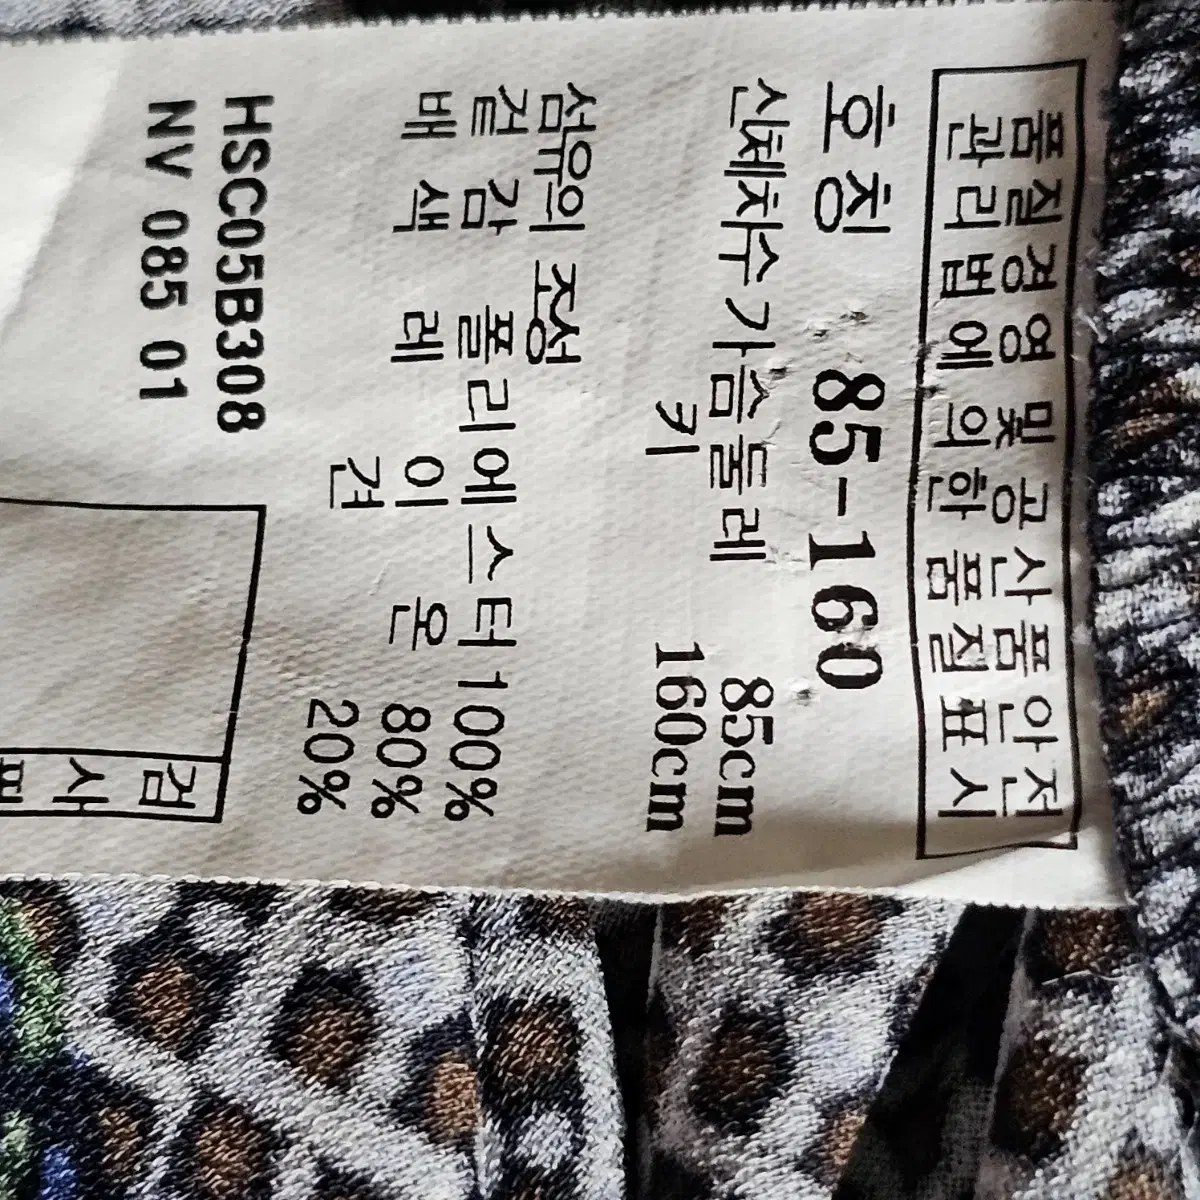 품질경영 및 공산품안전
관리법에 의한 품질표시
호칭 85-160
신체치수 가슴둘레 85cm
키 160cm
섬유의 조성
겉감 폴리에스터 100%
배색 레이온 80%
견 20%
HSC05B308
NV 085 01
검사필